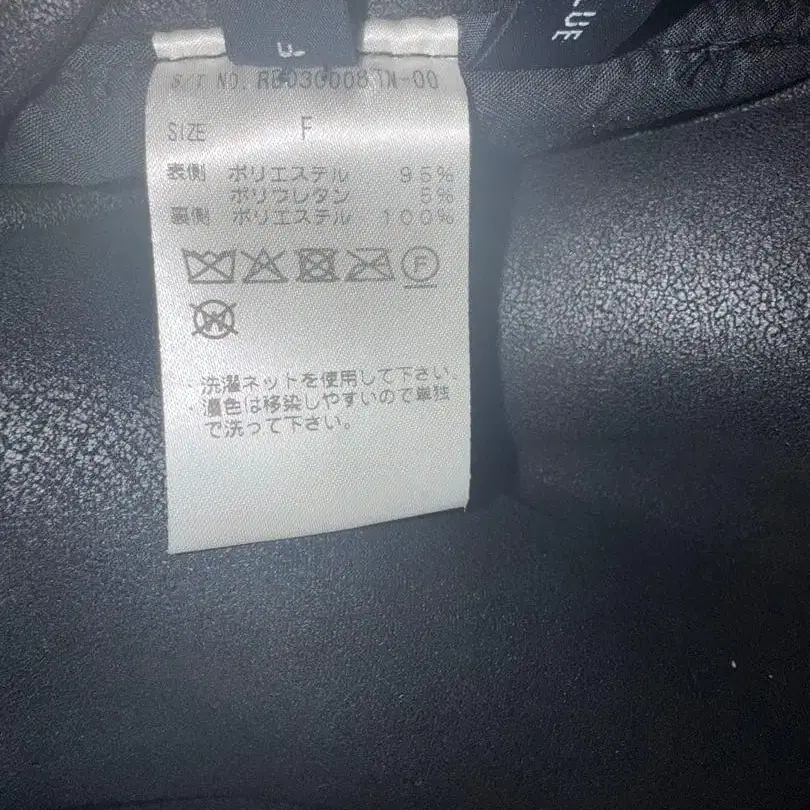 F
LUE
S/T NO. RB03G0081N-00
SIZE F
表側 ポリエステル 95%
ポリウレタン 5%
裏側 ポリエステル 100%
F
W
・洗濯ネットを使用して下さい。
・濃色は移染しやすいので単独
で洗って下さい。